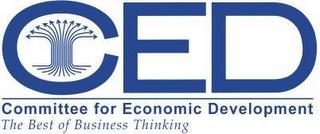 CED
Committee for Economic Development
The Best of Business Thinking